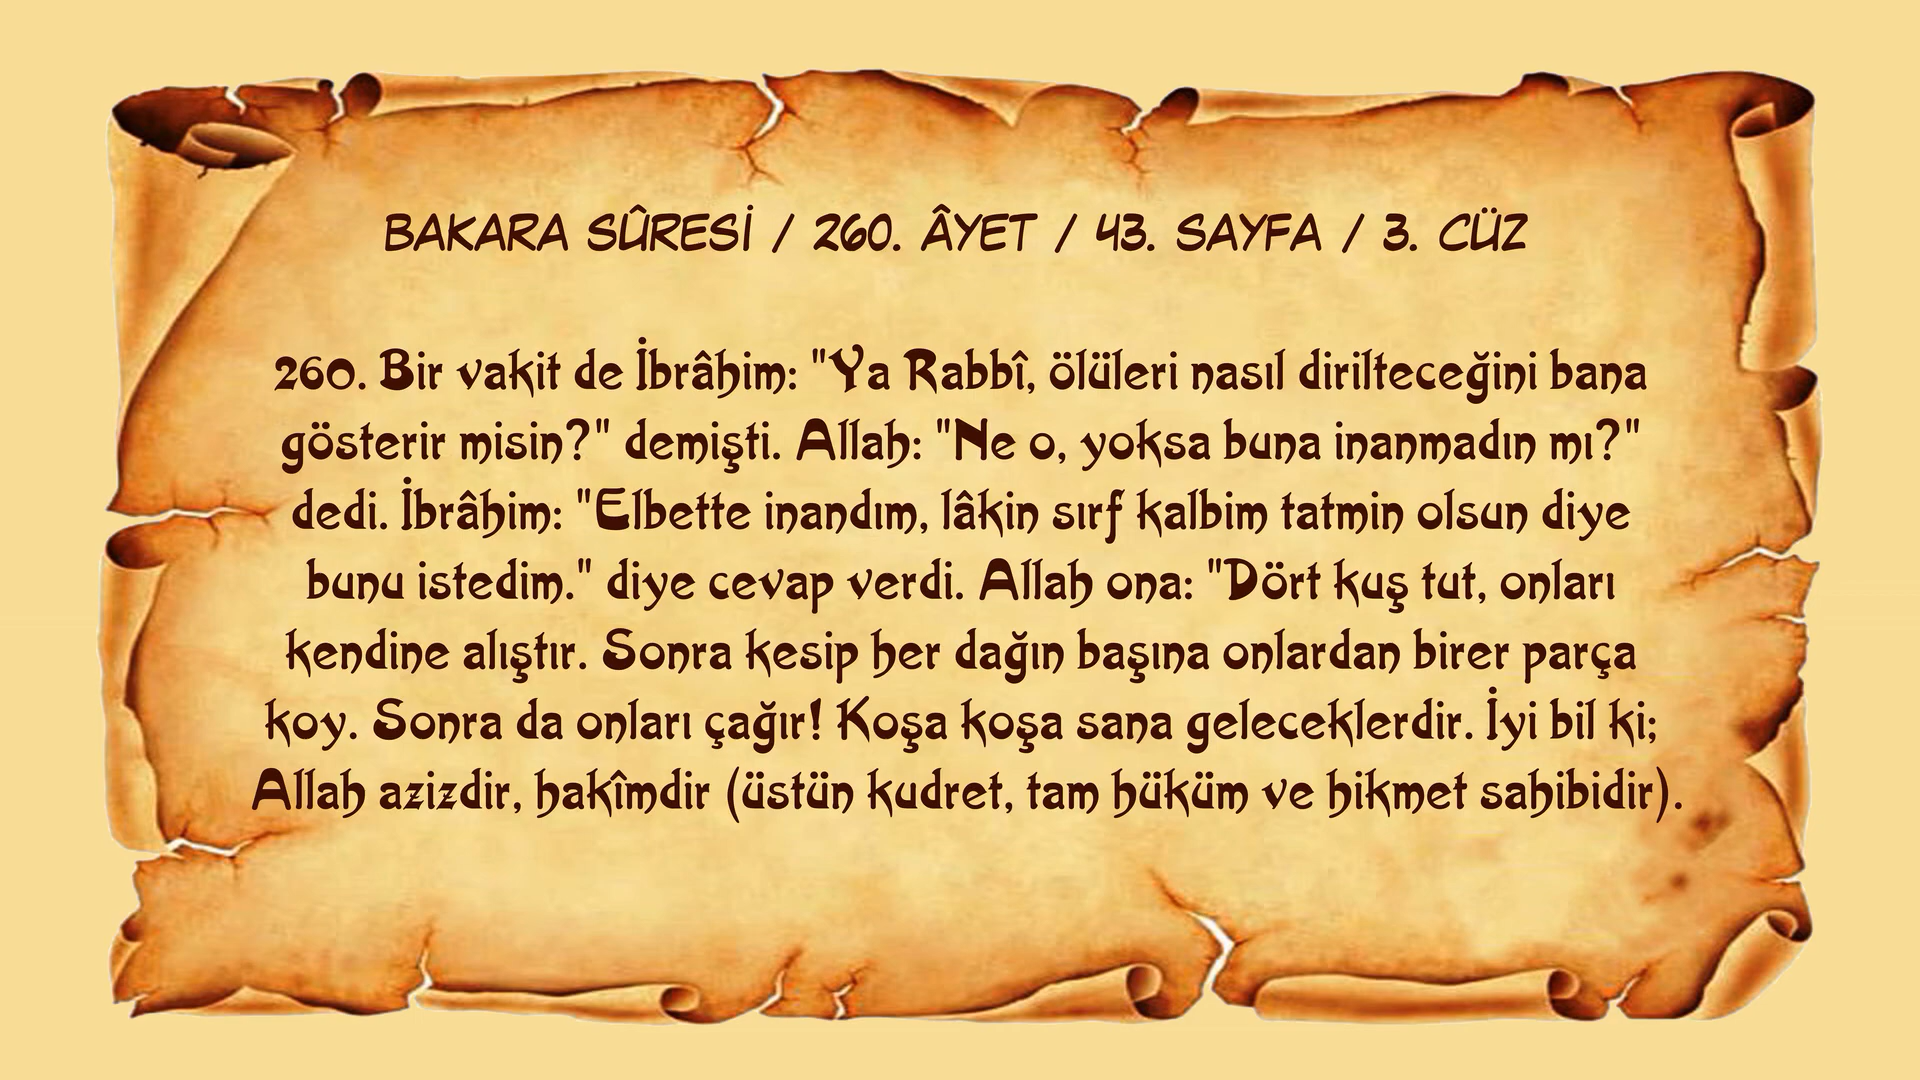 BAKARA SÛRESİ / 260. ÂYET / 43. SAYFA / 3. CÜZ
260. Bir vakit de İbrâhim: "Ya Rabbî, ölüleri nasıl dirilteceğini bana
gösterir misin?" demişti. Allah: "Ne o, yoksa buna inanmadın mı?"
dedi. İbrâhim: "Elbette inandım, lâkin sırf kalbim tatmin olsun diye
bunu istedim." diye cevap verdi. Allah ona: "Dört kuş tut, onları
kendine alıştır. Sonra kesip her dağın başına onlardan birer parça
koy. Sonra da onları çağır! Koşa koşa sana geleceklerdir. İyi bil ki;
Allah azizdir, hakîmdir (üstün kudret, tam hüküm ve hikmet sahibidir).